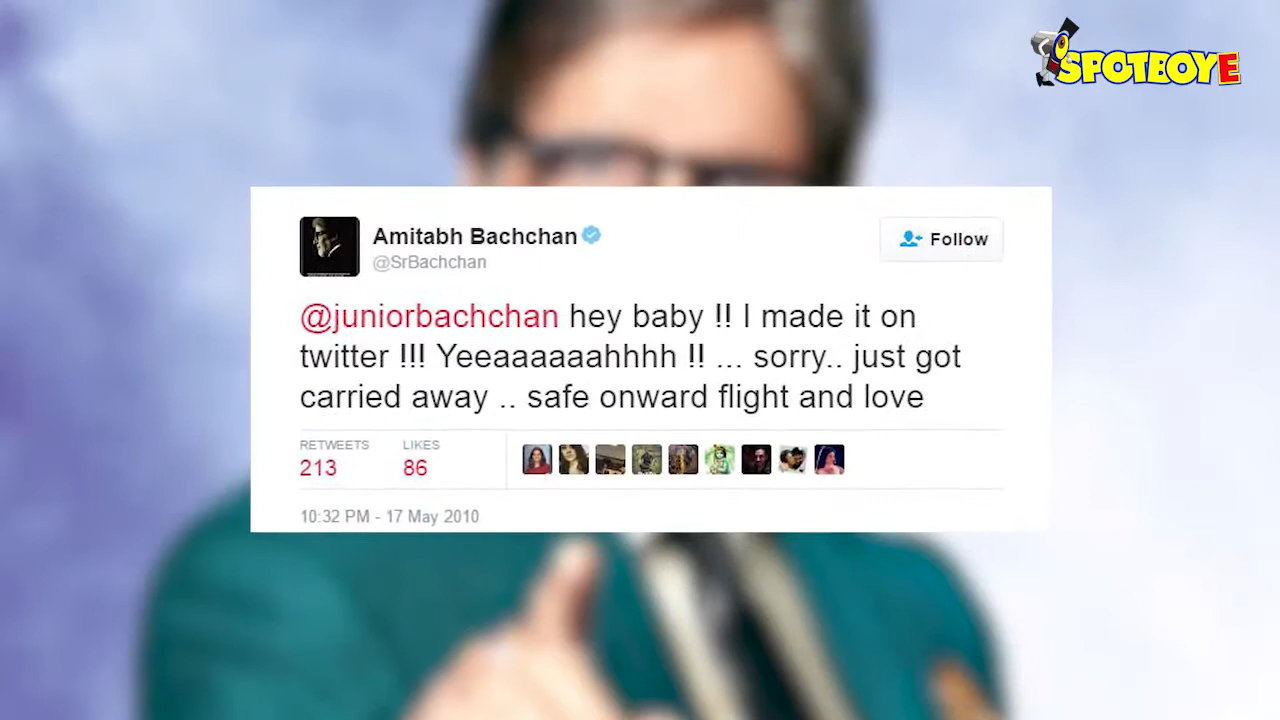 SPOTBOYE
Amitabh Bachchan
@SrBachchan
Follow
@juniorbachchan hey baby !! I made it on
twitter !!! Yeeaaaaaahhhh !! ... sorry.. just got
carried away .. safe onward flight and love
RETWEETS LIKES
213 86
10:32 PM - 17 May 2010